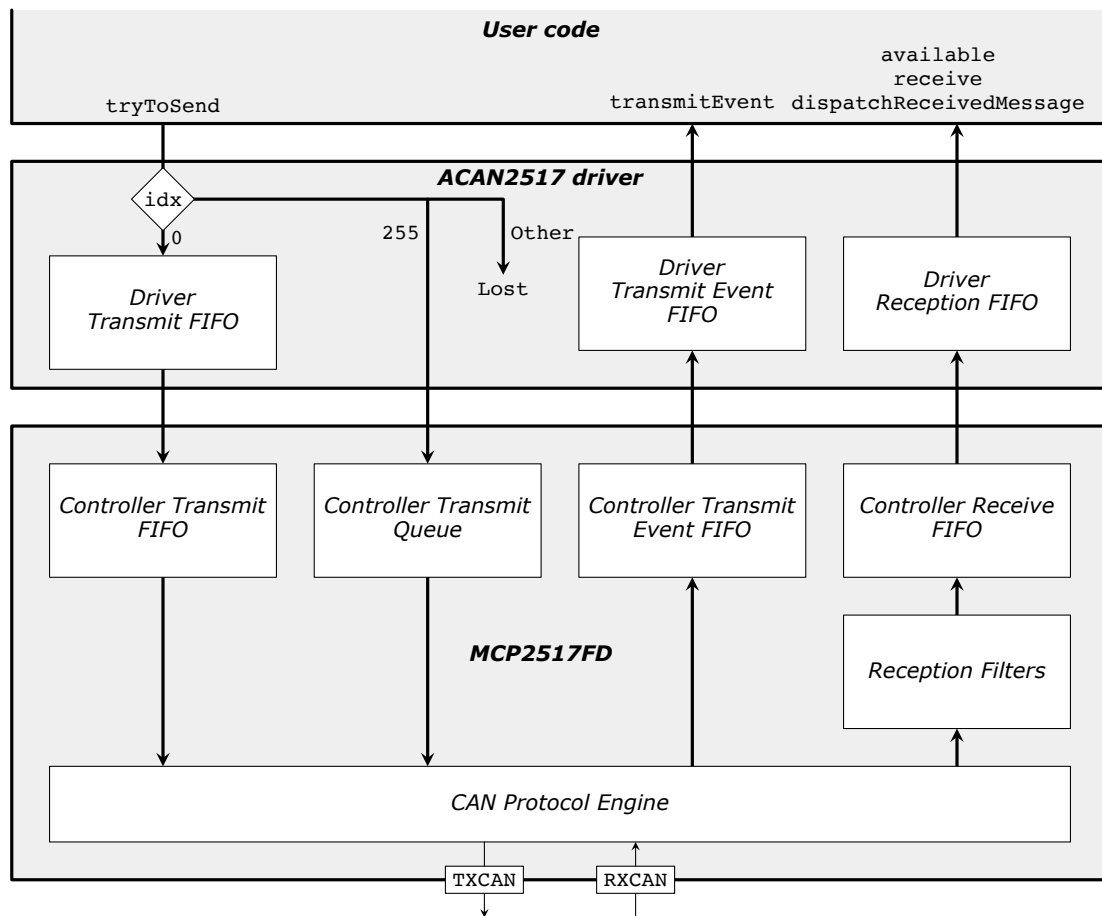 User code
available
receive
tryToSend
transmitEvent
dispatchReceivedMessage
ACAN2517 driver
idx
0
255
Other
Lost
Driver
Transmit FIFO
Driver
Transmit Event
FIFO
Driver
Reception FIFO
Controller Transmit
FIFO
Controller Transmit
Queue
Controller Transmit
Event FIFO
Controller Receive
FIFO
MCP2517FD
Reception Filters
CAN Protocol Engine
TXCAN
RXCAN